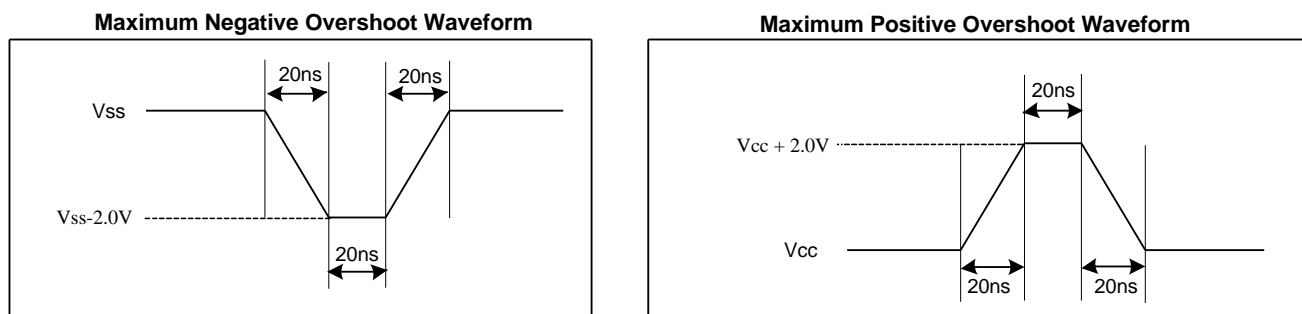 Maximum Negative Overshoot Waveform
20ns 20ns
Vss
Vss-2.0V
20ns
Maximum Positive Overshoot Waveform
20ns
Vcc + 2.0V
Vcc
20ns 20ns